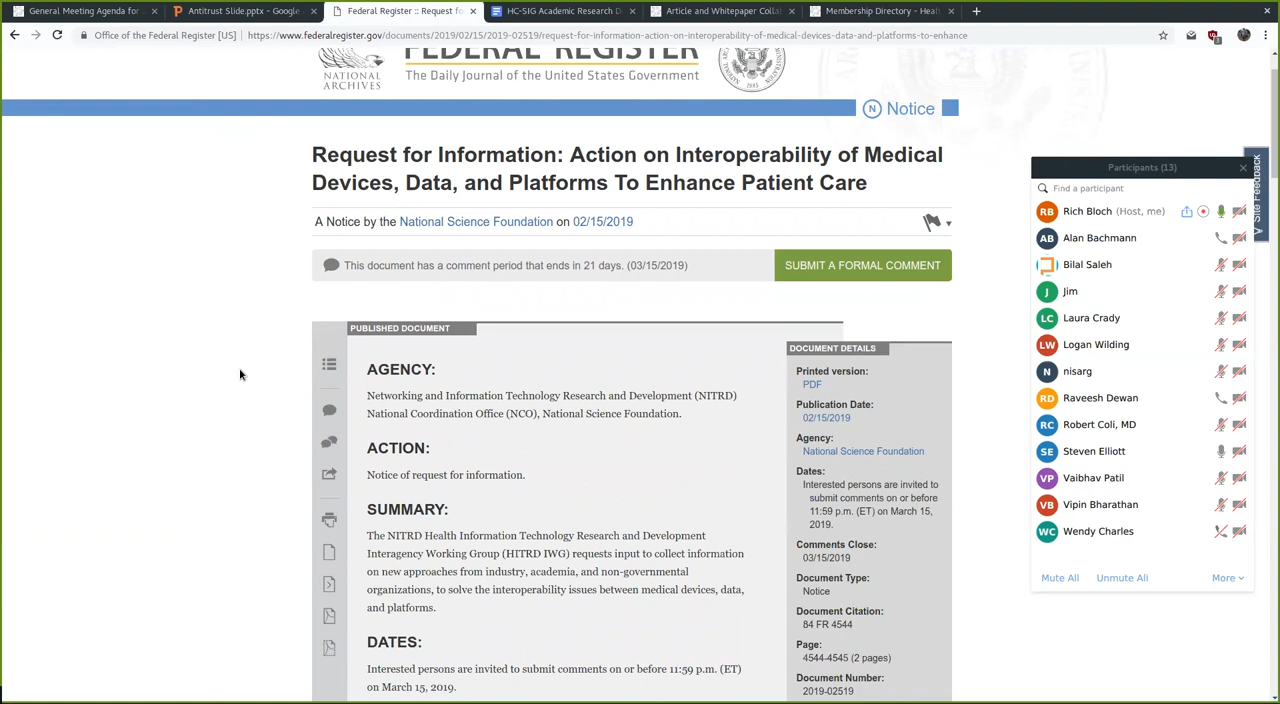 General Meeting Agenda for
Antitrust Slide.pptx - Google
Federal Register :: Request fo
HC-SIG Academic Research D
Article and Whitepaper Colla
Membership Directory - Healt
Office of the Federal Register [US]
https://www.federalregister.gov/documents/2019/02/15/2019-02519/request-for-information-action-on-interoperability-of-medical-devices-data-and-platforms-to-enhance
NATIONAL
ARCHIVES
FEDERAL REGISTER
The Daily Journal of the United States Government
N Notice
Request for Information: Action on Interoperability of Medical
Devices, Data, and Platforms To Enhance Patient Care
A Notice by the National Science Foundation on 02/15/2019
This document has a comment period that ends in 21 days. (03/15/2019)
SUBMIT A FORMAL COMMENT
PUBLISHED DOCUMENT
AGENCY:
Networking and Information Technology Research and Development (NITRD)
National Coordination Office (NCO), National Science Foundation.
ACTION:
Notice of request for information.
SUMMARY:
The NITRD Health Information Technology Research and Development
Interagency Working Group (HITRD IWG) requests input to collect information
on new approaches from industry, academia, and non-governmental
organizations, to solve the interoperability issues between medical devices, data,
and platforms.
DATES:
Interested persons are invited to submit comments on or before 11:59 p.m. (ET)
on March 15, 2019.
DOCUMENT DETAILS
Printed version:
PDF
Publication Date:
02/15/2019
Agency:
National Science Foundation
Dates:
Interested persons are invited to
submit comments on or before
11:59 p.m. (ET) on March 15,
2019.
Comments Close:
03/15/2019
Document Type:
Notice
Document Citation:
84 FR 4544
Page:
4544-4545 (2 pages)
Document Number:
2019-02519
Site Feedback
Participants (13)
Find a participant
RB Rich Bloch (Host, me)
AB Alan Bachmann
Bilal Saleh
J Jim
LC Laura Crady
LW Logan Wilding
N nisarg
RD Raveesh Dewan
RC Robert Coli, MD
SE Steven Elliott
VP Vaibhav Patil
VB Vipin Bharathan
WC Wendy Charles
Mute All
Unmute All
More